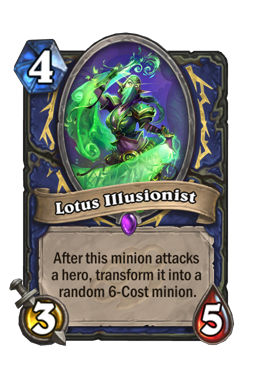 4
Lotus Illusionist
After this minion attacks
a hero, transform it into a
random 6-Cost minion.
3
5